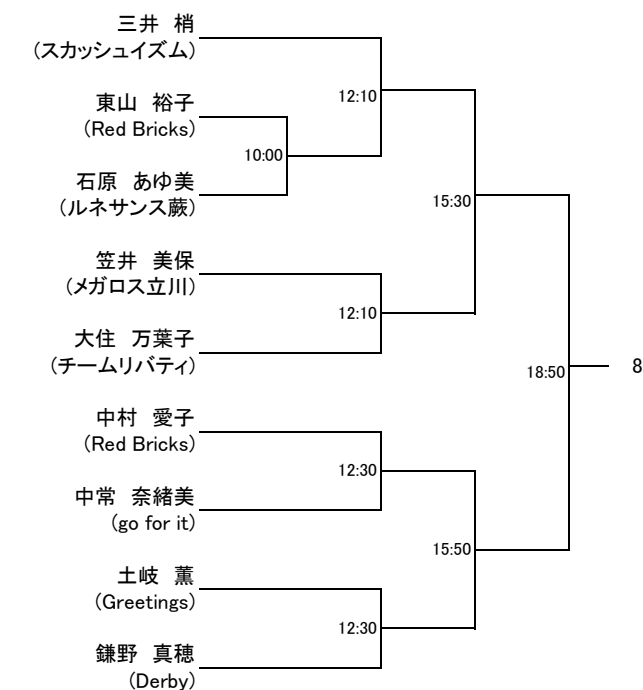 三井　梢
(スカッシュイズム)
12:10
東山　裕子
(Red Bricks)
10:00
石原　あゆ美
(ルネサンス蕨)
15:30
笠井　美保
(メガロス立川)
12:10
大住　万葉子
(チームリバティ)
18:50
8
中村　愛子
(Red Bricks)
12:30
中常　奈緒美
(go for it)
15:50
土岐　薫
(Greetings)
12:30
鎌野　真穂
(Derby)